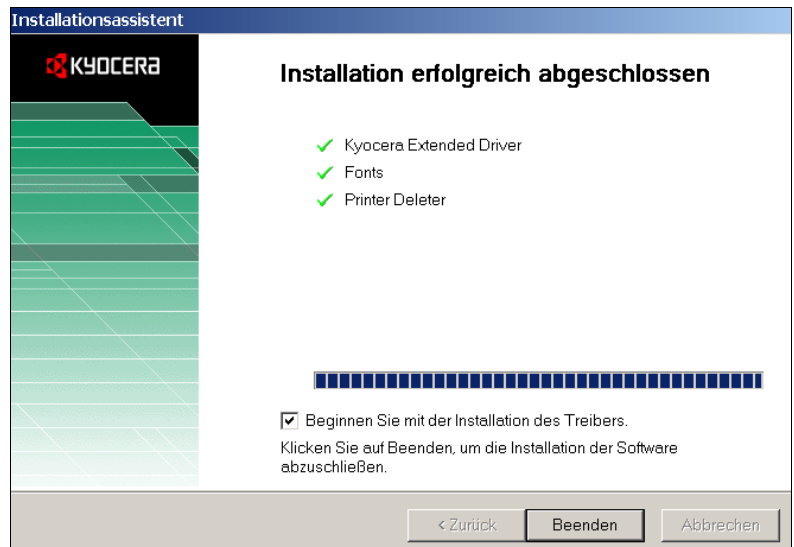 Installationsassistent
KYOCERA
Installation erfolgreich abgeschlossen
Kyocera Extended Driver
Fonts
Printer Deleter
Beginnen Sie mit der Installation des Treibers.
Klicken Sie auf Beenden, um die Installation der Software
abzuschließen.
< Zurück Beenden Abbrechen